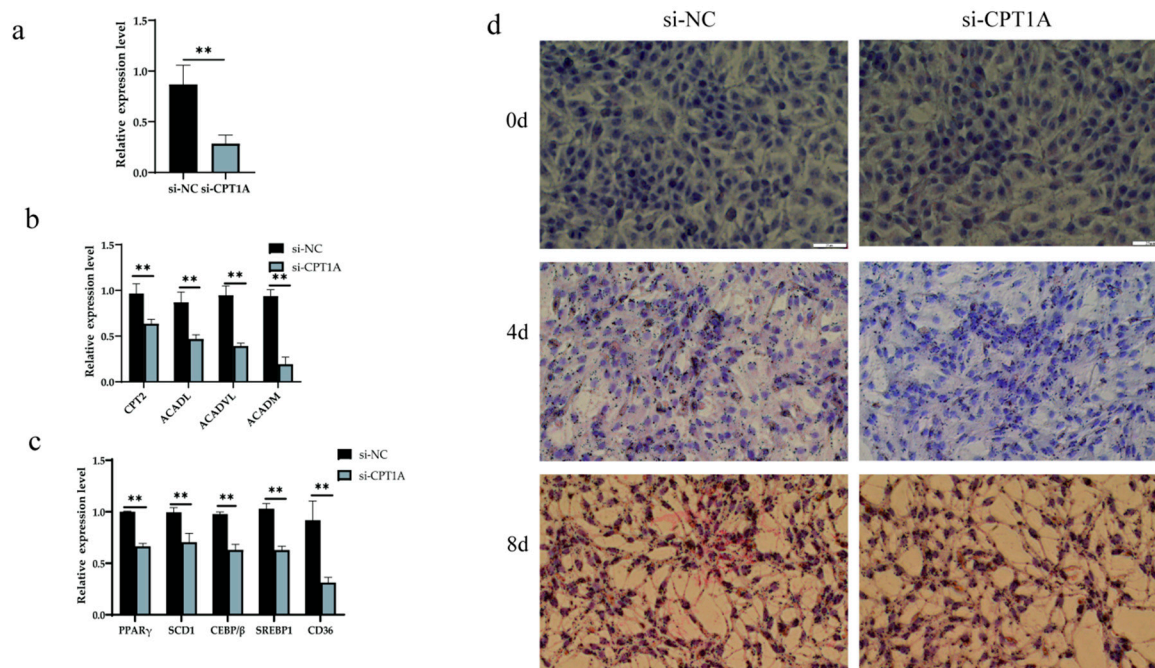 a
Relative expression level
1.5
1.0
0.5
0.0
**
si-NC si-CPT1A
b
Relative expression level
1.5
1.0
0.5
0.0
si-NC
si-CPT1A
** ** ** **
CPT2 ACADL ACADVL ACADM
c
Relative expression level
1.5
1.0
0.5
0.0
si-NC
si-CPT1A
** ** ** ** **
PPARγ SCD1 CEBP/β SREBP1 CD36
d
si-NC si-CPT1A
0d
4d
8d